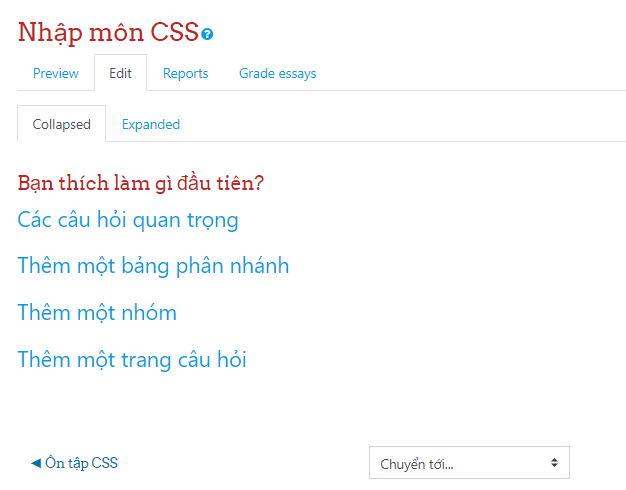 Nhập môn CSS
Preview Edit Reports Grade essays
Collapsed Expanded
Bạn thích làm gì đầu tiên?
Các câu hỏi quan trọng
Thêm một bảng phân nhánh
Thêm một nhóm
Thêm một trang câu hỏi
◀ Ôn tập CSS Chuyển tới...